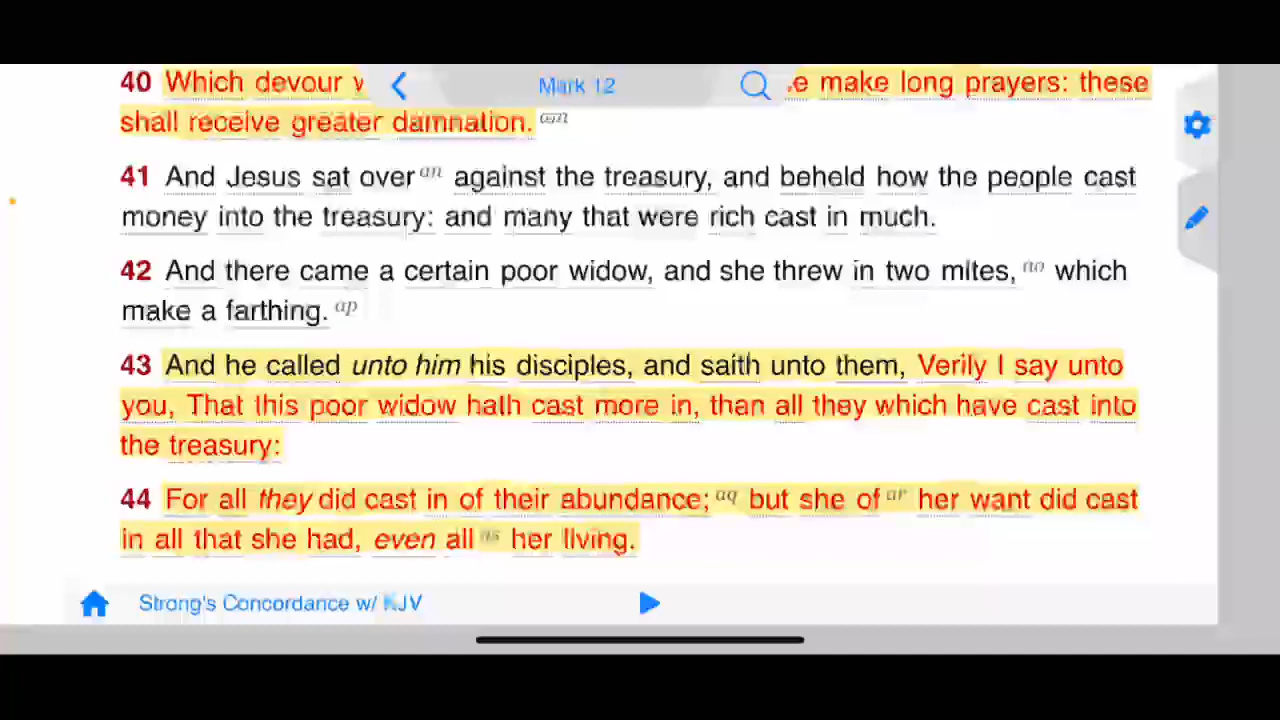 40 Which devour Mark 12 make long prayers: these
shall receive greater damnation.
41 And Jesus sat over an against the treasury, and beheld how the people cast
money into the treasury: and many that were rich cast in much.
42 And there came a certain poor widow, and she threw in two mites, ao which
make a farthing. ap
43 And he called unto him his disciples, and saith unto them, Verily I say unto
you, That this poor widow hath cast more in, than all they which have cast into
the treasury:
44 For all they did cast in of their abundance; aq but she of ar her want did cast
in all that she had, even all as her living.
Strong's Concordance w/ KJV